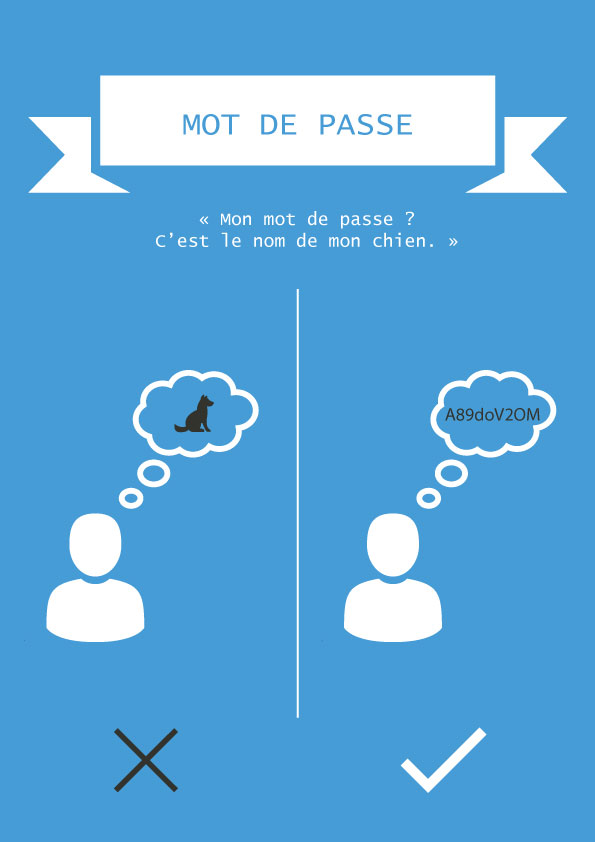 MOT DE PASSE
« Mon mot de passe ?
C’est le nom de mon chien. »
A89doV2OM